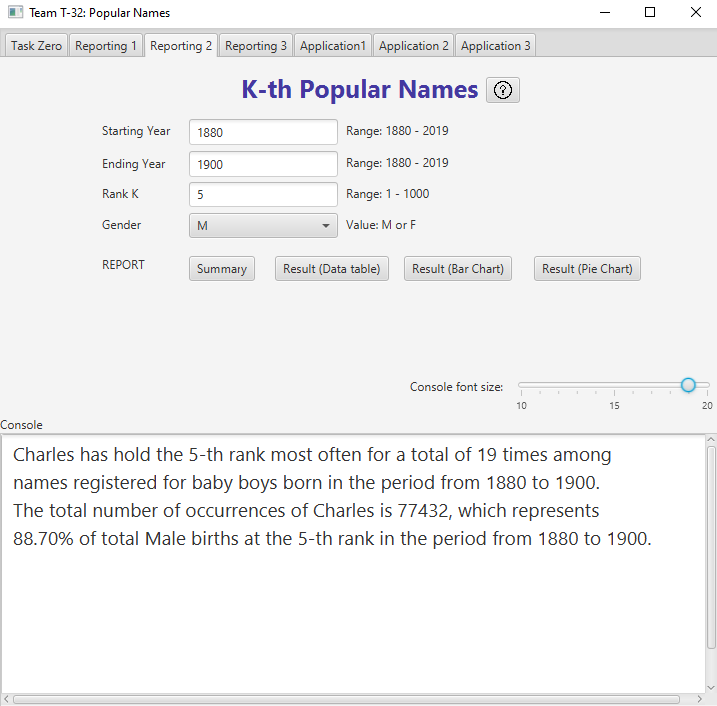 Team T-32: Popular Names
Task Zero Reporting 1 Reporting 2 Reporting 3 Application1 Application 2 Application 3
K-th Popular Names ?
Starting Year 1880 Range: 1880 - 2019
Ending Year 1900 Range: 1880 - 2019
Rank K 5 Range: 1 - 1000
Gender M Value: M or F
REPORT Summary Result (Data table) Result (Bar Chart) Result (Pie Chart)
Console font size:
10 15 20
Console
Charles has hold the 5-th rank most often for a total of 19 times among
names registered for baby boys born in the period from 1880 to 1900.
The total number of occurrences of Charles is 77432, which represents
88.70% of total Male births at the 5-th rank in the period from 1880 to 1900.